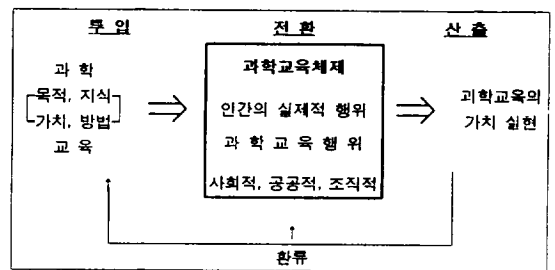 투 입
전 환
산 출
과 학
목적, 지식
가치, 방법
교 육
과학교육체제
인간의 실제적 행위
과 학 교 육 행 위
사회적, 공공적, 조직적
괴학교육의
가치 실현
환류